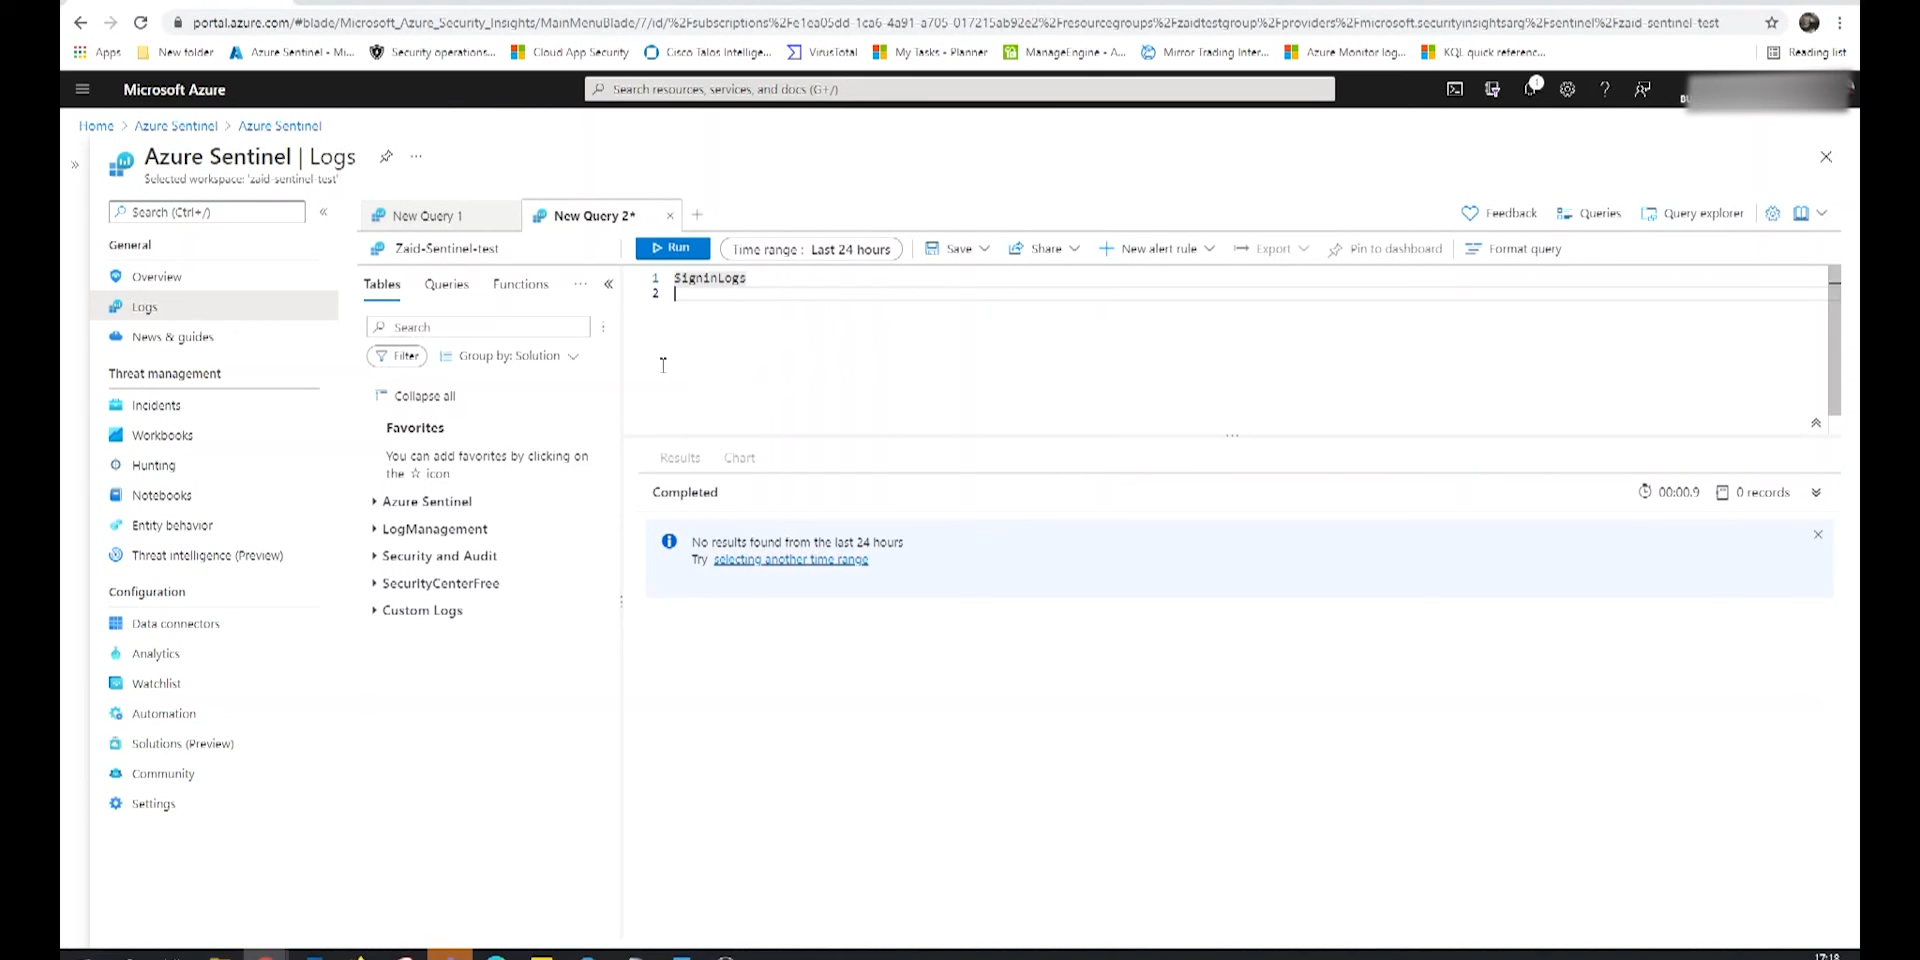 portal.azure.com/#blade/Microsoft_Azure_Security_Insights/MainMenuBlade/7/id/%2Fsubscriptions%2Fe1ea05dd-1ca6-4a91-a705-017215ab92e2%2Fresourcegroups%2Fzaidtestgroup%2Fproviders%2Fmicrosoft.securityinsightsarg%2Fsentinel%2Fzaid-sentinel-test
Apps New folder Azure Sentinel - Mi... Security operations... Cloud App Security Cisco Talos Intellige... VirusTotal My Tasks - Planner ManageEngine - A... Mirror Trading Inter... Azure Monitor log... KQL quick referenc... Reading list
Microsoft Azure
Search resources, services, and docs (G+/)
Home > Azure Sentinel > Azure Sentinel
Azure Sentinel | Logs ...
Selected workspace: 'zaid-sentinel-test'
Search (Ctrl+/)
General
Overview
Logs
News & guides
Threat management
Incidents
Workbooks
Hunting
Notebooks
Entity behavior
Threat intelligence (Preview)
Configuration
Data connectors
Analytics
Watchlist
Automation
Solutions (Preview)
Community
Settings
New Query 1
New Query 2*
Feedback Queries Query explorer
Zaid-Sentinel-test
Run
Time range : Last 24 hours
Save Share New alert rule Export Pin to dashboard Format query
Tables Queries Functions ...
Search
Filter Group by: Solution
Collapse all
Favorites
You can add favorites by clicking on
the ☆ icon
Azure Sentinel
LogManagement
Security and Audit
SecurityCenterFree
Custom Logs
1 SigninLogs
2
Results Chart
Completed
00:00.9 0 records
No results found from the last 24 hours
Try selecting another time range
17:18